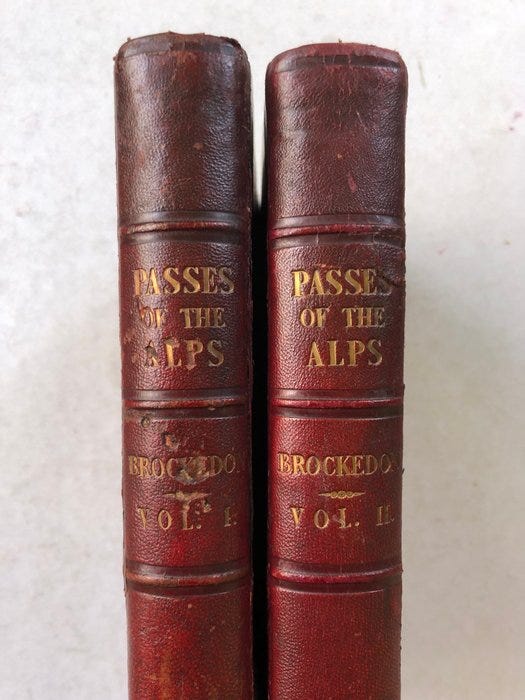 PASSES
OF THE
ALPS
BROCKEDO
VOL. I.
PASSES
OF THE
ALPS
BROCKEDON
VOL. II.